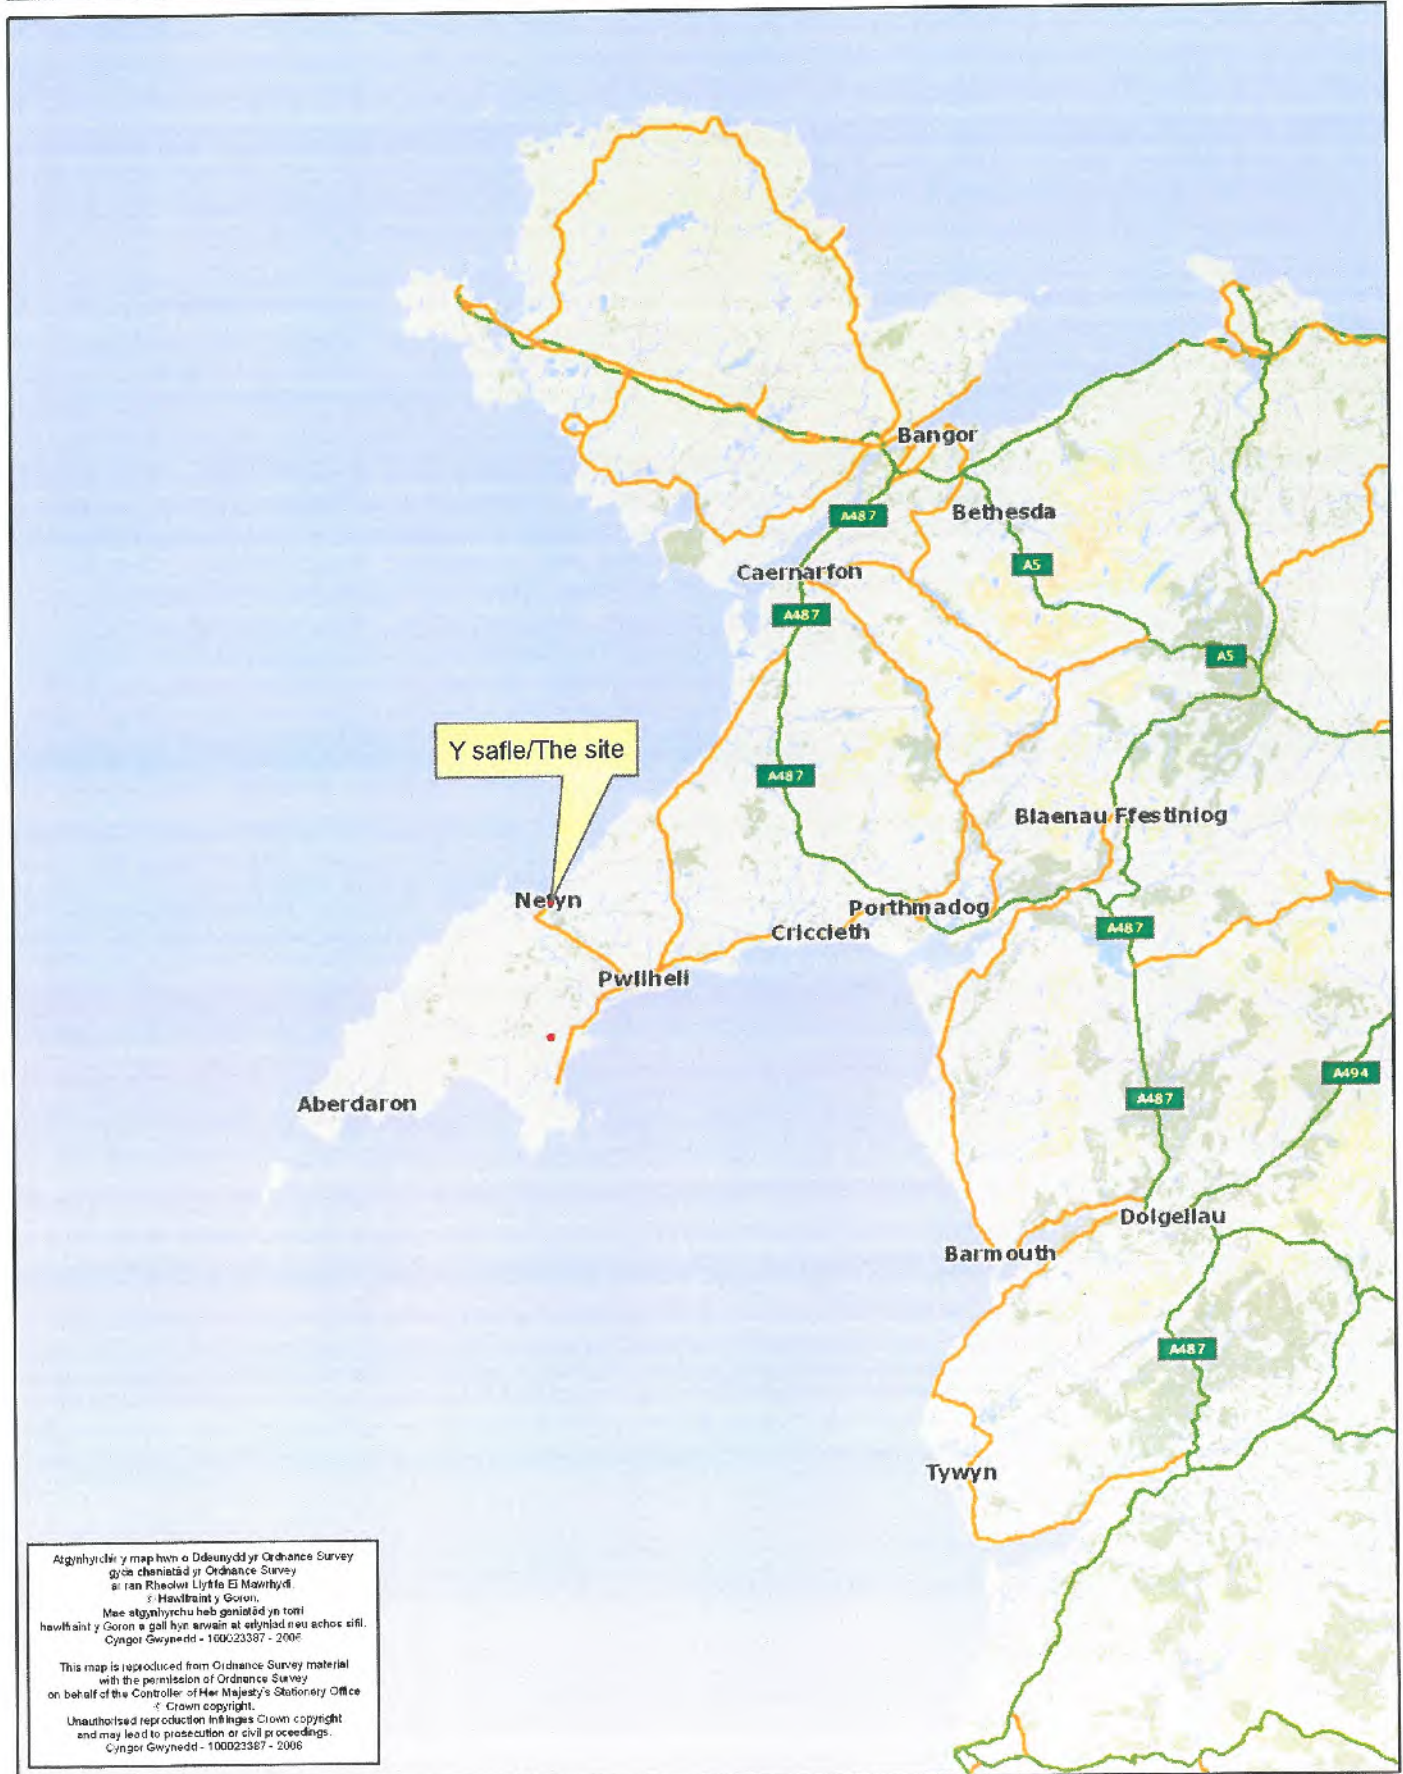 Bangor
A487
Bethesda
Caernarfon
A5
A487
A5
Y safle/The site
A487
Blaenau Ffestiniog
Nefyn
Porthmadog
Criccieth
A487
Pwllheli
A494
Aberdaron
A487
Dolgellau
Barmouth
A487
Tywyn
Atgynhyrchir y map hwn o Ddeunydd yr Ordnance Survey
gyda chaniatâd yr Ordnance Survey
ar ran Rheolwr Llyfrfa Ei Mawrhydi.
© Hawlfraint y Goron.
Mae atgynhyrchu heb ganiatâd yn torri
hawlfraint y Goron a gall hyn arwain at erlyniad neu achos sifil.
Cyngor Gwynedd - 100023387 - 2006
This map is reproduced from Ordnance Survey material
with the permission of Ordnance Survey
on behalf of the Controller of Her Majesty's Stationery Office
© Crown copyright.
Unauthorised reproduction infringes Crown copyright
and may lead to prosecution or civil proceedings.
Cyngor Gwynedd - 100023387 - 2006